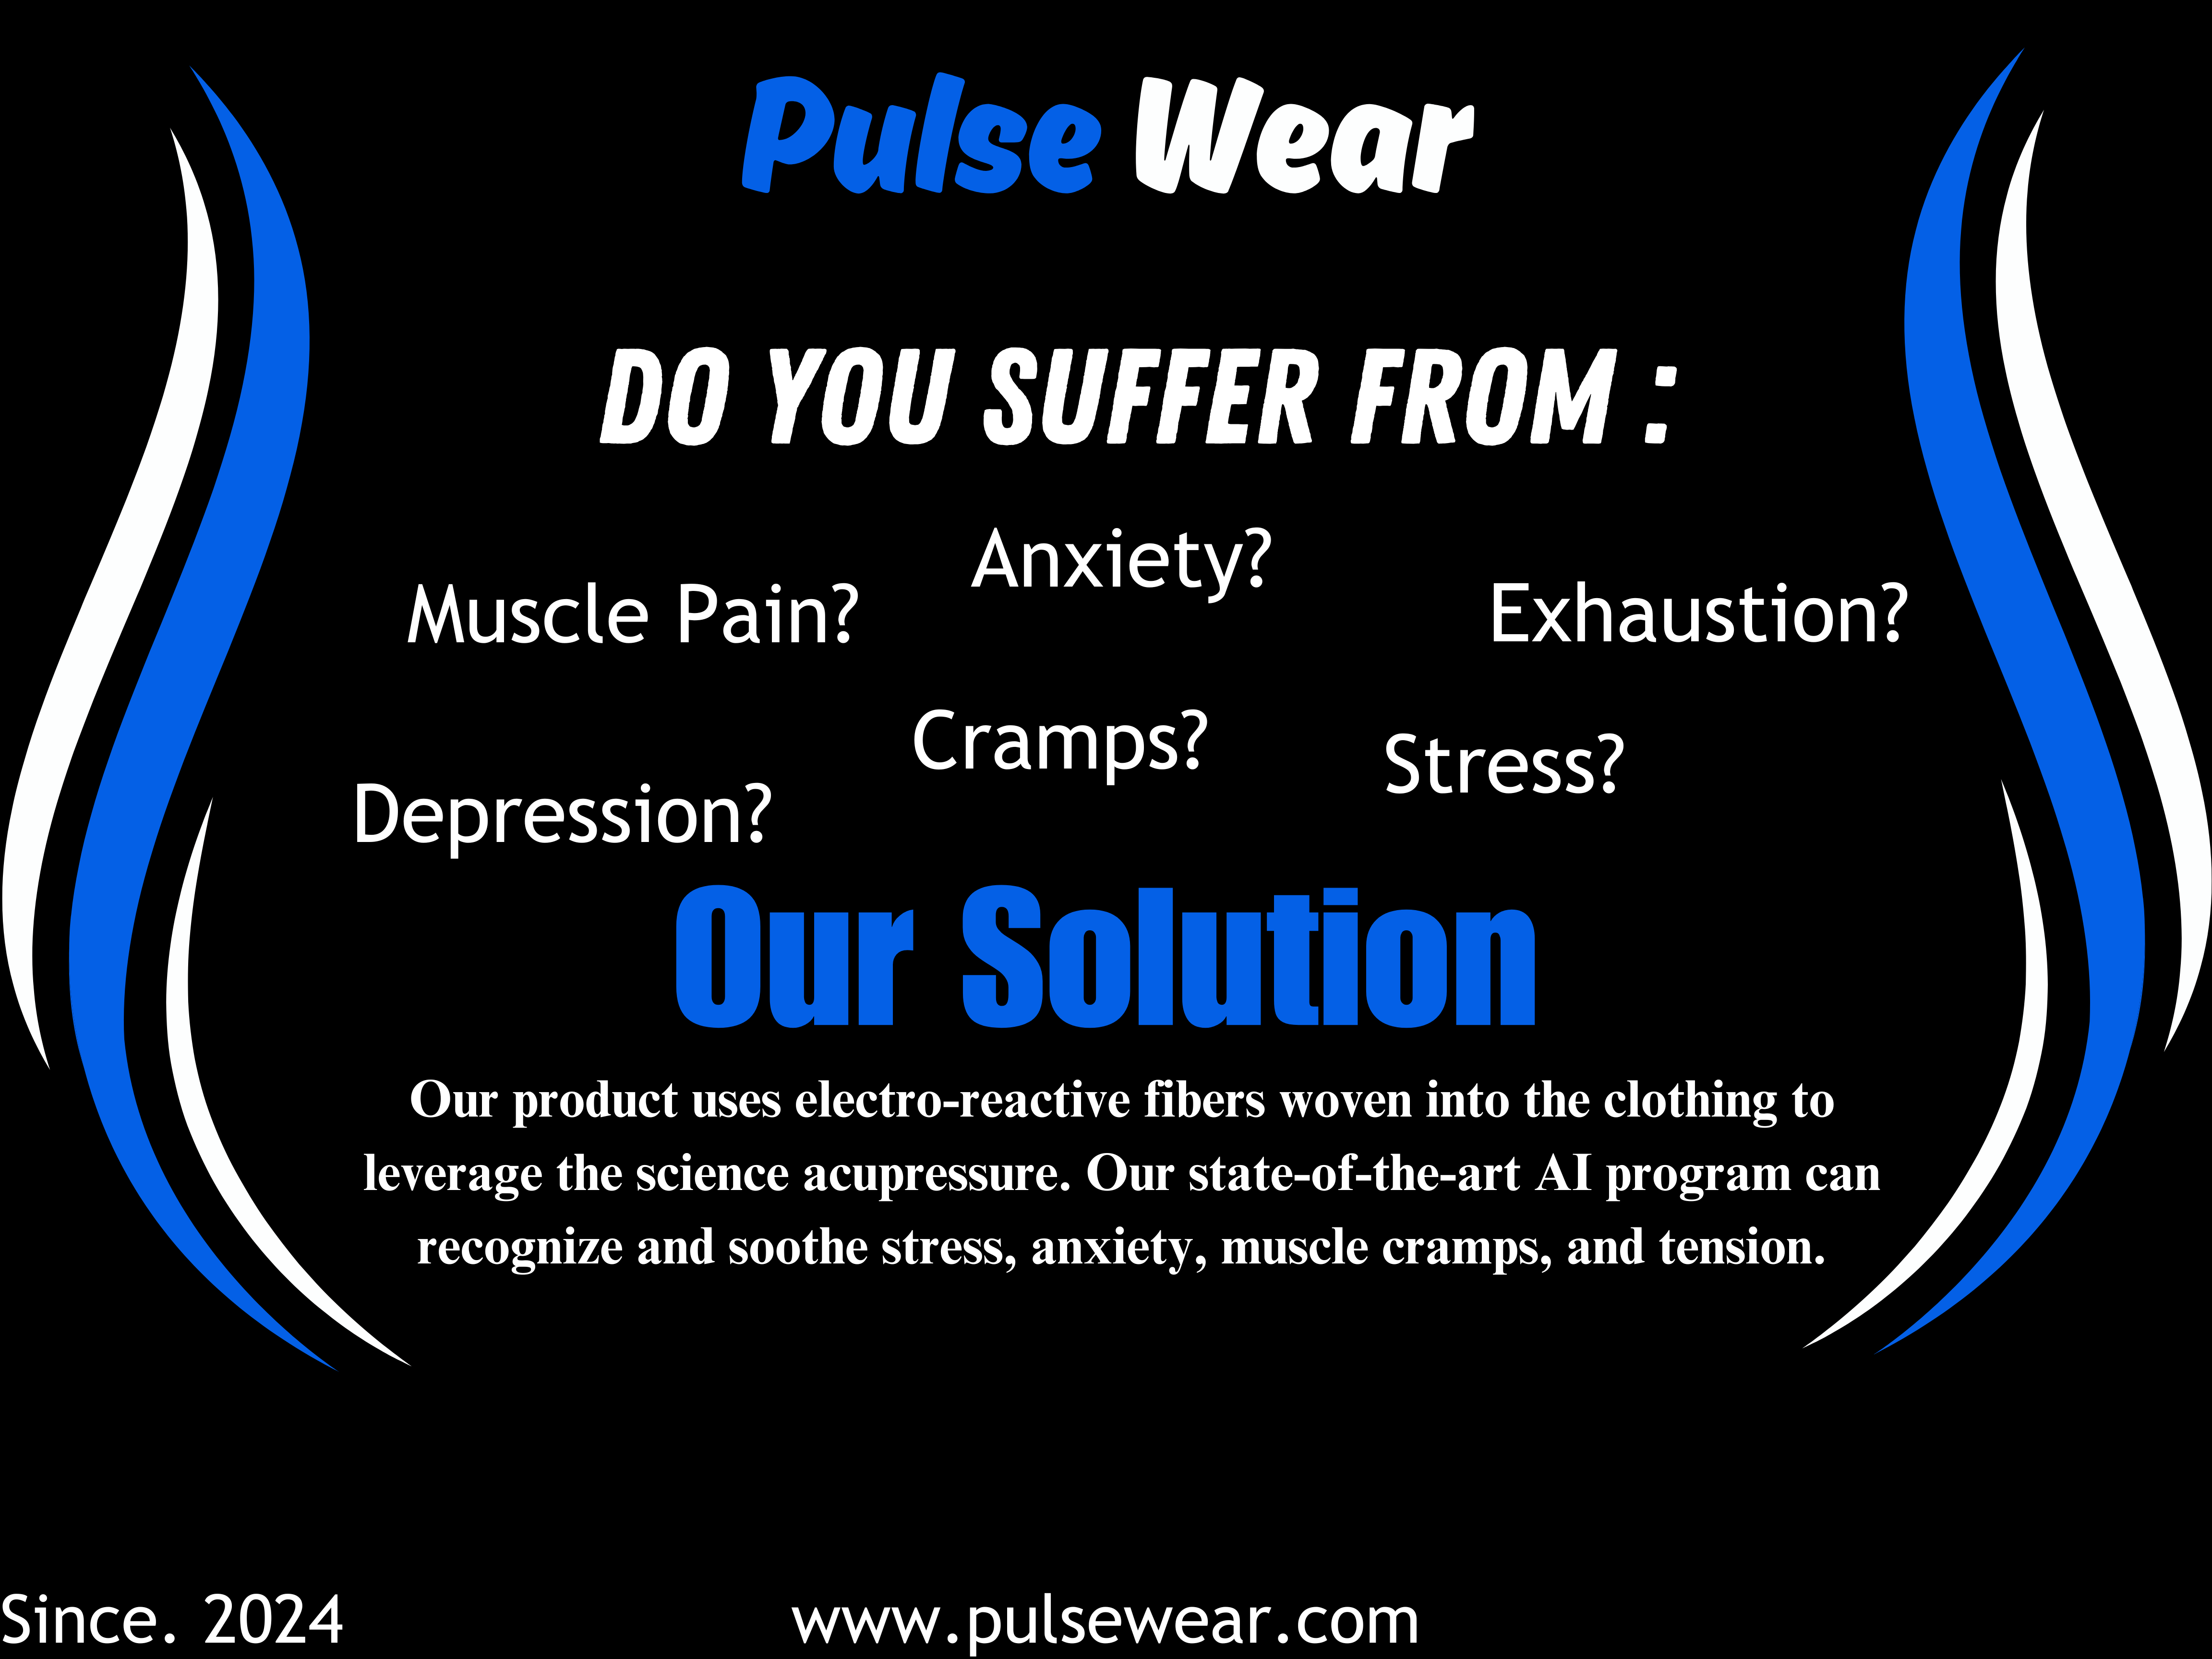 Pulse Wear
DO YOU SUFFER FROM :
Anxiety?
Muscle Pain?
Exhaustion?
Cramps?
Stress?
Depression?
Our Solution
Our product uses electro-reactive fibers woven into the clothing to
leverage the science acupressure. Our state-of-the-art AI program can
recognize and soothe stress, anxiety, muscle cramps, and tension.
Since. 2024
www.pulsewear.com